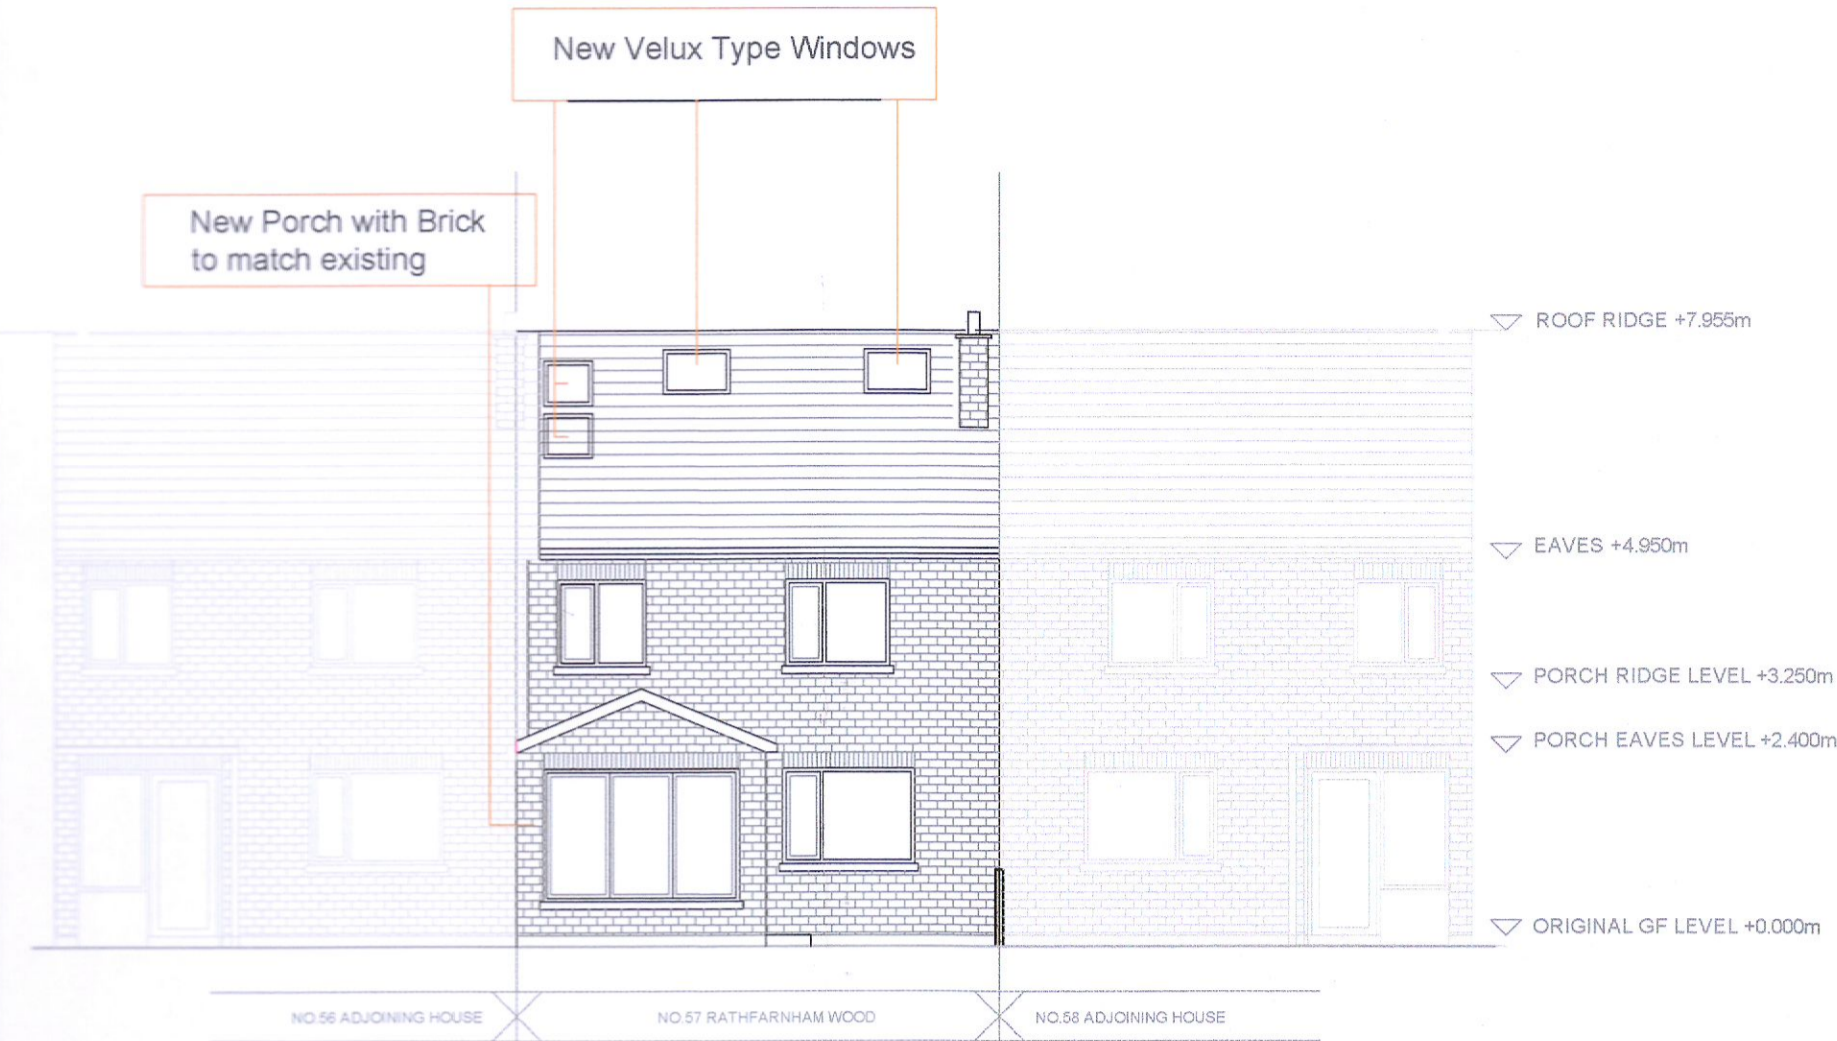 New Velux Type Windows
New Porch with Brick
to match existing
ROOF RIDGE +7.955m
EAVES +4.950m
PORCH RIDGE LEVEL +3.250m
PORCH EAVES LEVEL +2.400m
ORIGINAL GF LEVEL +0.000m
NO.56 ADJOINING HOUSE
NO.57 RATHFARNHAM WOOD
NO.58 ADJOINING HOUSE